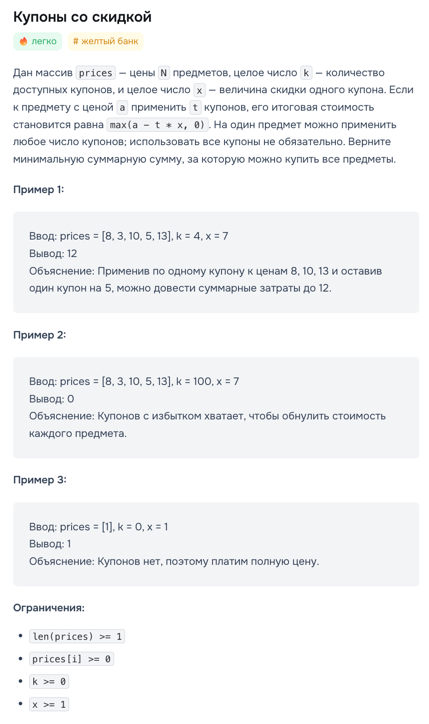 Купоны со скидкой
🔥 легко # желтый банк
Дан массив prices — цены N предметов, целое число k — количество
доступных купонов, и целое число x — величина скидки одного купона. Если
к предмету с ценой a применить t купонов, его итоговая стоимость
становится равна max(a − t * x, 0). На один предмет можно применить
любое число купонов; использовать все купоны не обязательно. Верните
минимальную суммарную сумму, за которую можно купить все предметы.
Пример 1:
Ввод: prices = [8, 3, 10, 5, 13], k = 4, x = 7
Вывод: 12
Объяснение: Применив по одному купону к ценам 8, 10, 13 и оставив
один купон на 5, можно довести суммарные затраты до 12.
Пример 2:
Ввод: prices = [8, 3, 10, 5, 13], k = 100, x = 7
Вывод: 0
Объяснение: Купонов с избытком хватает, чтобы обнулить стоимость
каждого предмета.
Пример 3:
Ввод: prices = [1], k = 0, x = 1
Вывод: 1
Объяснение: Купонов нет, поэтому платим полную цену.
Ограничения:
• len(prices) >= 1
• prices[i] >= 0
• k >= 0
• x >= 1